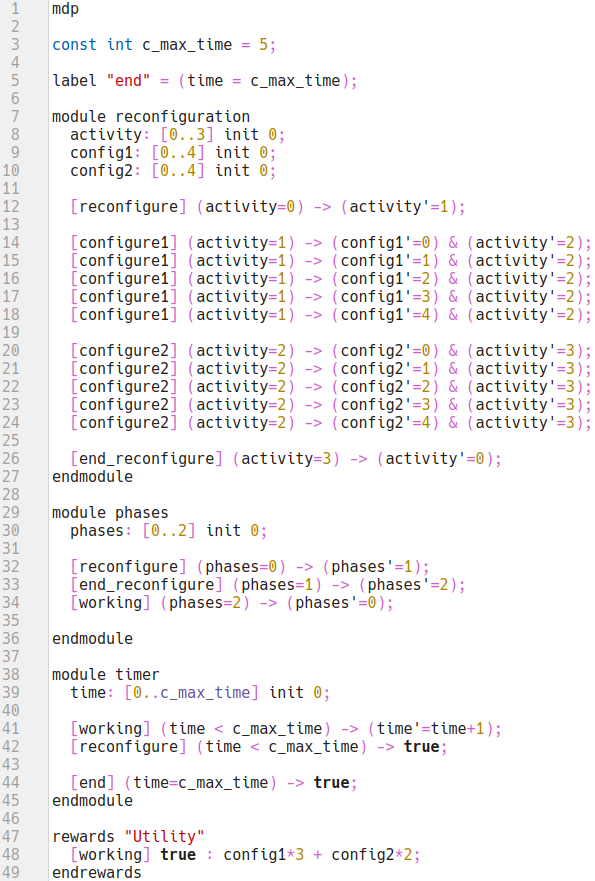 1 mdp
2
3 const int c_max_time = 5;
4
5 label "end" = (time = c_max_time);
6
7 module reconfiguration
8   activity: [0..3] init 0;
9   config1: [0..4] init 0;
10   config2: [0..4] init 0;
11
12   [reconfigure] (activity=0) -> (activity'=1);
13
14   [configure1] (activity=1) -> (config1'=0) & (activity'=2);
15   [configure1] (activity=1) -> (config1'=1) & (activity'=2);
16   [configure1] (activity=1) -> (config1'=2) & (activity'=2);
17   [configure1] (activity=1) -> (config1'=3) & (activity'=2);
18   [configure1] (activity=1) -> (config1'=4) & (activity'=2);
19
20   [configure2] (activity=2) -> (config2'=0) & (activity'=3);
21   [configure2] (activity=2) -> (config2'=1) & (activity'=3);
22   [configure2] (activity=2) -> (config2'=2) & (activity'=3);
23   [configure2] (activity=2) -> (config2'=3) & (activity'=3);
24   [configure2] (activity=2) -> (config2'=4) & (activity'=3);
25
26   [end_reconfigure] (activity=3) -> (activity'=0);
27 endmodule
28
29 module phases
30   phases: [0..2] init 0;
31
32   [reconfigure] (phases=0) -> (phases'=1);
33   [end_reconfigure] (phases=1) -> (phases'=2);
34   [working] (phases=2) -> (phases'=0);
35
36 endmodule
37
38 module timer
39   time: [0..c_max_time] init 0;
40
41   [working] (time < c_max_time) -> (time'=time+1);
42   [reconfigure] (time < c_max_time) -> true;
43
44   [end] (time=c_max_time) -> true;
45 endmodule
46
47 rewards "Utility"
48   [working] true : config1*3 + config2*2;
49 endrewards